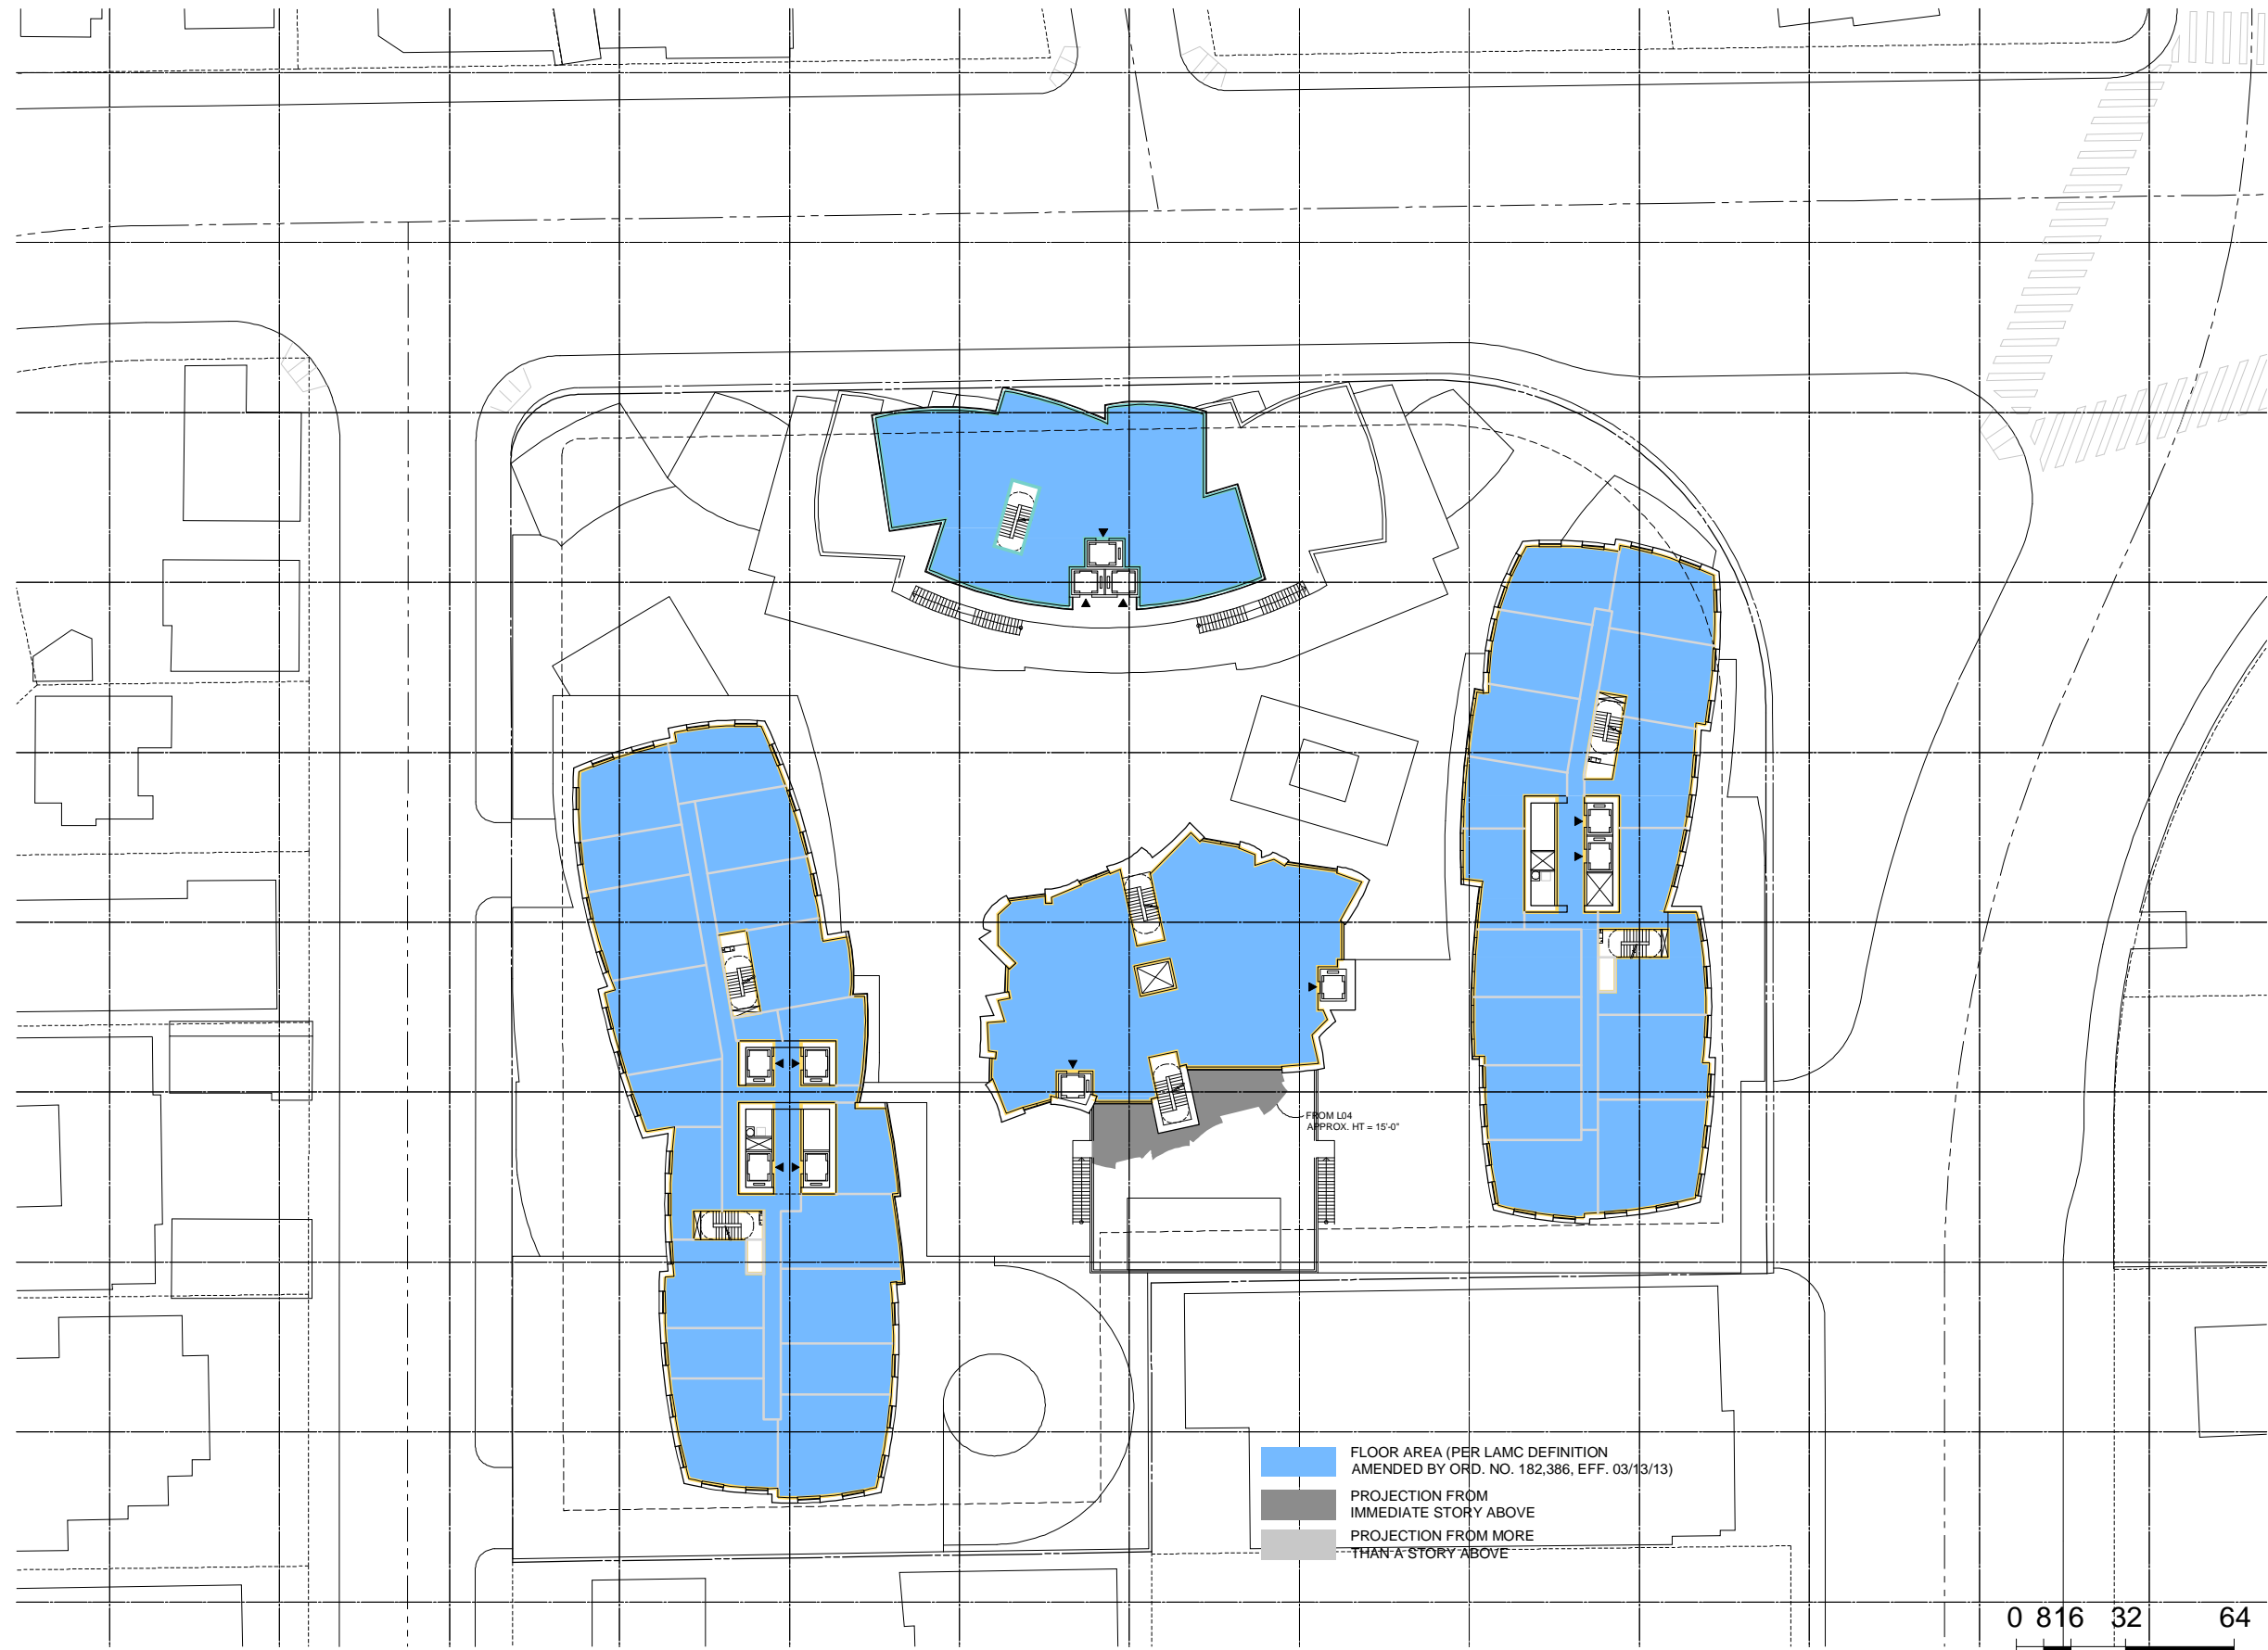 FROM L04
APPROX. HT = 15'-0"
FLOOR AREA (PER LAMC DEFINITION
AMENDED BY ORD. NO. 182,386, EFF. 03/13/13)
PROJECTION FROM
IMMEDIATE STORY ABOVE
PROJECTION FROM MORE
THAN A STORY ABOVE
0 8 16 32 64